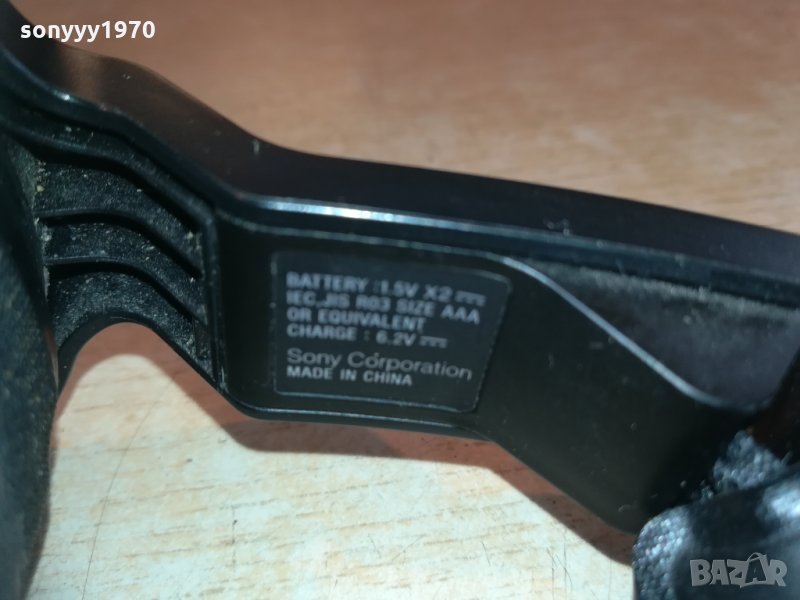 sonyyy1970
BATTERY : 1.5V X2 ⎓
IEC.JIS R03 SIZE AAA
OR EQUIVALENT
CHARGE : 6.2V ⎓
Sony Corporation
MADE IN CHINA
BAZAR